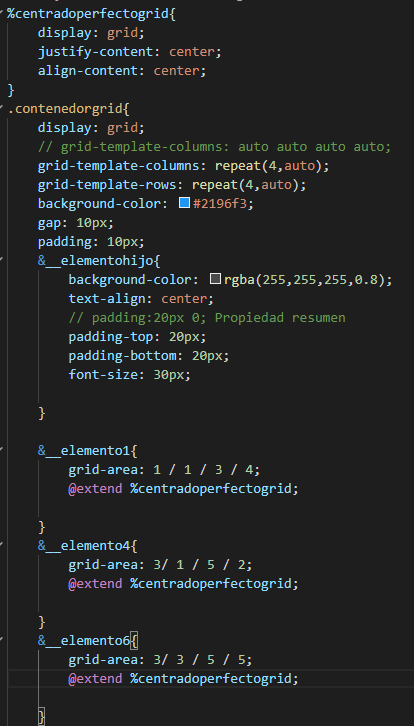 %centradoperfectogrid{
display: grid;
justify-content: center;
align-content: center;
}
.contenedorgrid{
display: grid;
// grid-template-columns: auto auto auto auto;
grid-template-columns: repeat(4,auto);
grid-template-rows: repeat(4,auto);
background-color: #2196f3;
gap: 10px;
padding: 10px;
&__elementohijo{
background-color: rgba(255,255,255,0.8);
text-align: center;
// padding:20px 0; Propiedad resumen
padding-top: 20px;
padding-bottom: 20px;
font-size: 30px;
}
&__elemento1{
grid-area: 1 / 1 / 3 / 4;
@extend %centradoperfectogrid;
}
&__elemento4{
grid-area: 3/ 1 / 5 / 2;
@extend %centradoperfectogrid;
}
&__elemento6{
grid-area: 3/ 3 / 5 / 5;
@extend %centradoperfectogrid;
}